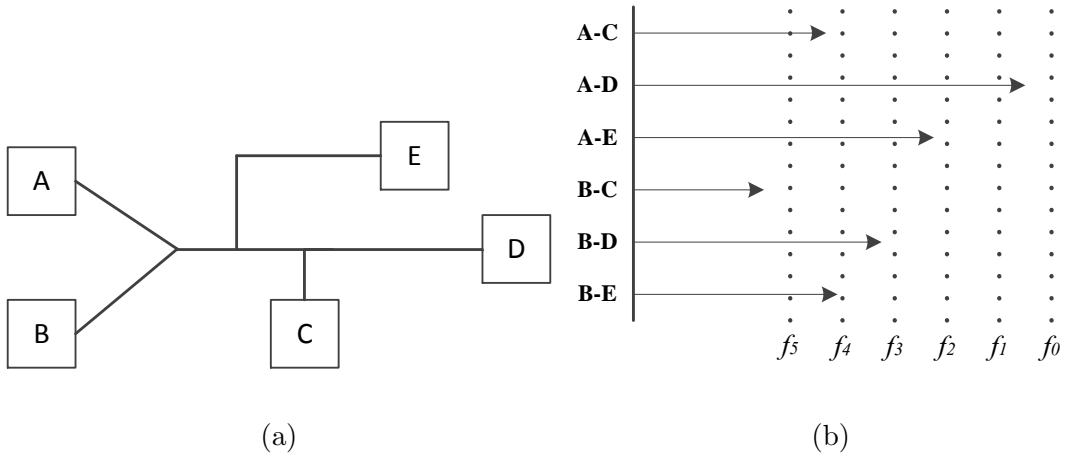 A
B
E
D
C
(a)
A-C
A-D
A-E
B-C
B-D
B-E
f5 f4 f3 f2 f1 f0
(b)